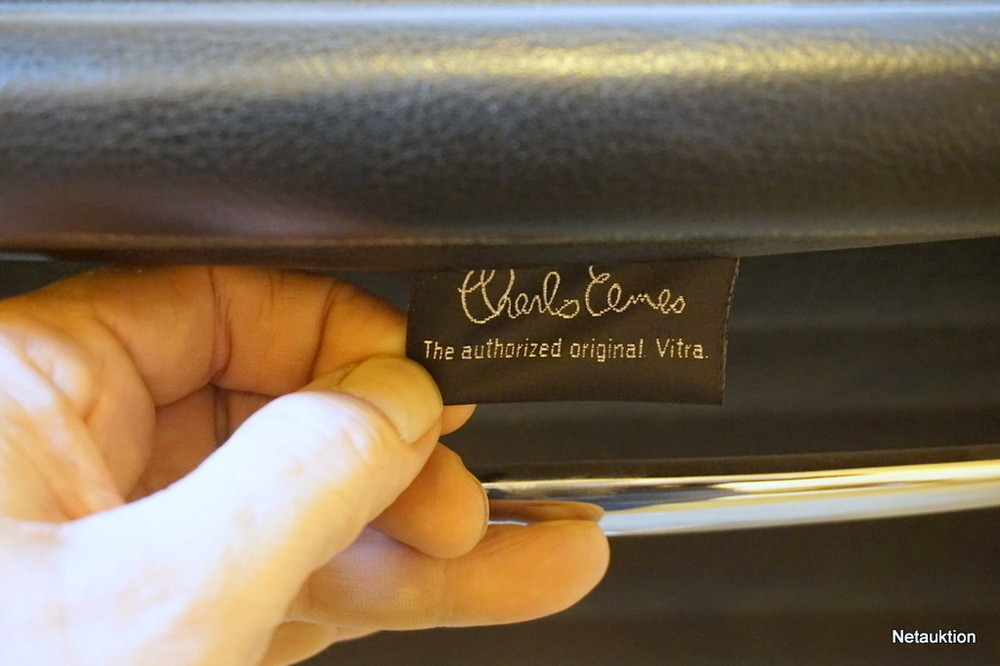 Charles Eames
The authorized original. Vitra.
Netauktion